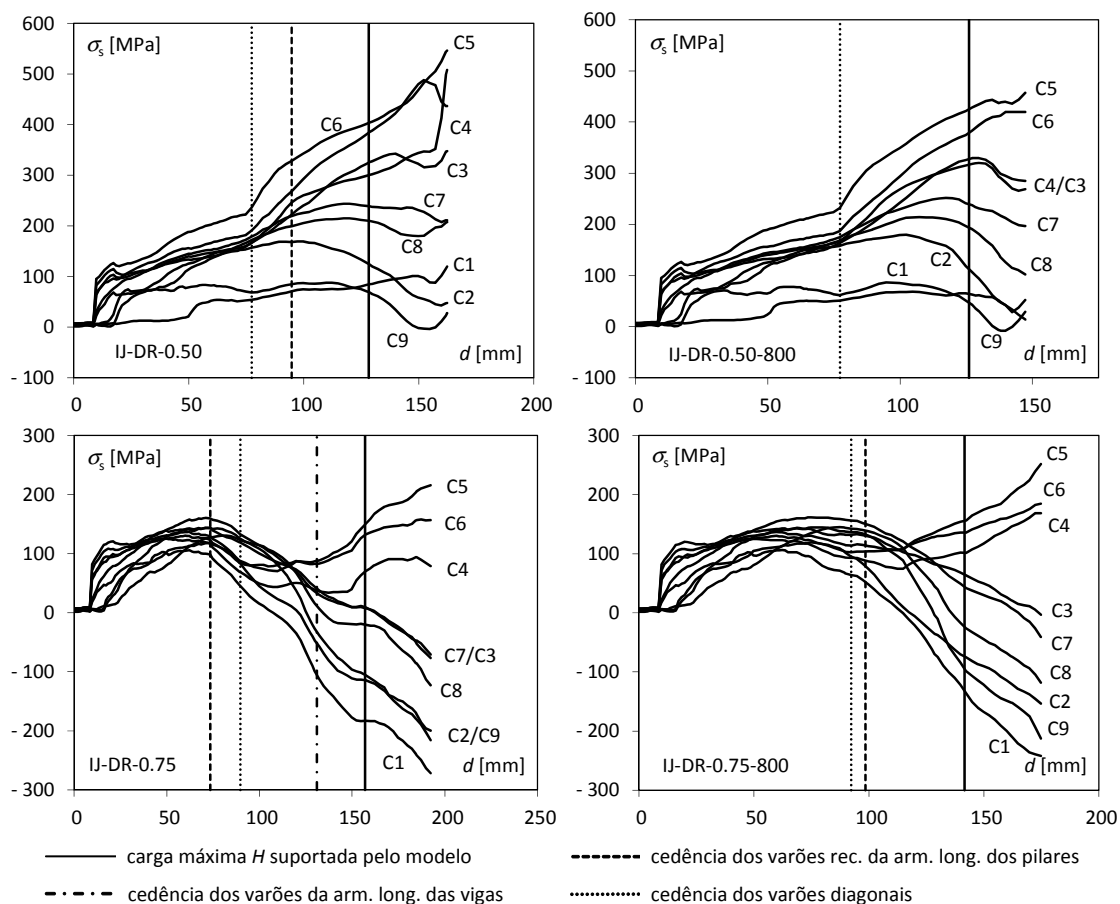 600
500
400
300
200
100
0
- 100
σs [MPa]
C5
C6
C4
C3
C7
C8
C1
C2
C9
IJ-DR-0.50
d [mm]
0
50
100
150
200
600
500
400
300
200
100
0
- 100
σs [MPa]
C5
C6
C4/C3
C7
C8
C1
C2
C9
IJ-DR-0.50-800
d [mm]
0
50
100
150
300
200
100
0
- 100
- 200
- 300
σs [MPa]
C5
C6
C4
C7/C3
C8
C2/C9
C1
IJ-DR-0.75
d [mm]
0
50
100
150
200
250
300
200
100
0
- 100
- 200
- 300
σs [MPa]
C5
C6
C4
C3
C7
C8
C2
C9
C1
IJ-DR-0.75-800
d [mm]
0
50
100
150
200
carga máxima H suportada pelo modelo
cedência dos varões rec. da arm. long. dos pilares
cedência dos varões da arm. long. das vigas
cedência dos varões diagonais